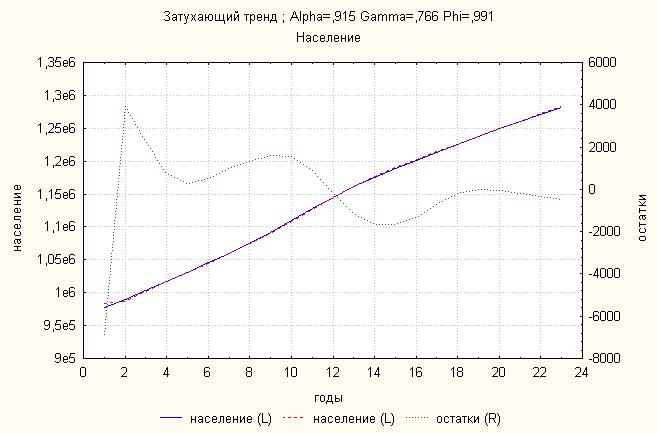 Затухающий тренд ; Alpha=,915 Gamma=,766 Phi=,991
Население
1,35e6
1,3e6
1,25e6
1,2e6
1,15e6
1,1e6
1,05e6
1e6
9,5e5
9e5
население
6000
4000
2000
0
-2000
-4000
-6000
-8000
остатки
0 2 4 6 8 10 12 14 16 18 20 22 24
годы
население (L) население (L) остатки (R)